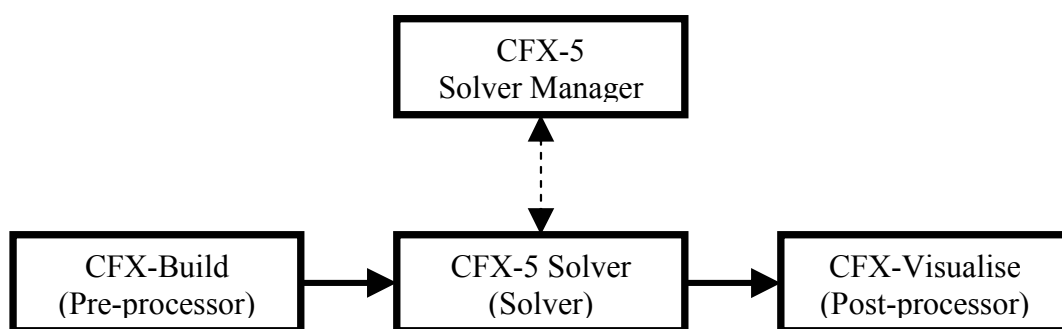 CFX-5
Solver Manager
CFX-Build
(Pre-processor)
CFX-5 Solver
(Solver)
CFX-Visualise
(Post-processor)